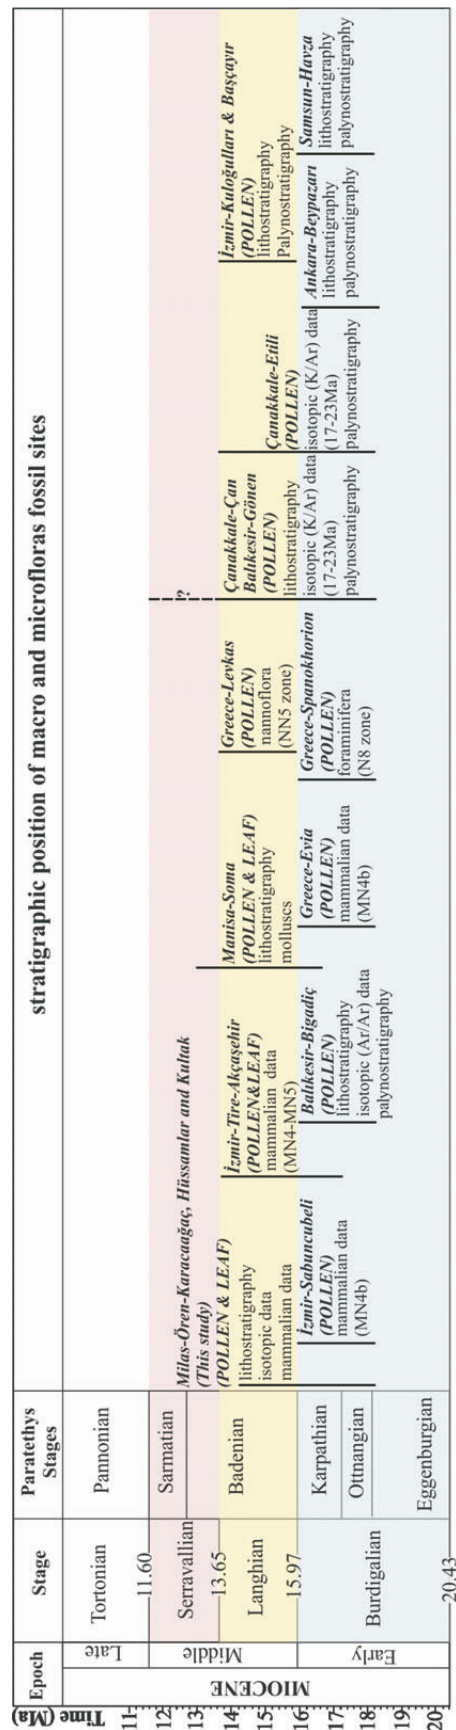 stratigraphic position of macro and microfloras fossil sites
Time (Ma)
Epoch
Stage
Paratethys
Stages
11
12
13
14
15
16
17
18
19
20
MIOCENE
Late
Middle
Early
Tortonian
11.60
Serravallian
13.65
Langhian
15.97
Burdigalian
20.43
Pannonian
Sarmatian
Badenian
Karpathian
Ottnangian
Eggenburgian
Milas-Ören-Karacaağaç, Hüssamlar and Kultak
(This study)
(POLLEN & LEAF)
lithostratigraphy
isotopic data
mammalian data
İzmir-Sabuncubeli
(POLLEN)
mammalian data
(MN4b)
İzmir-Tire-Akçaşehir
(POLLEN&LEAF)
mammalian data
(MN4-MN5)
Balıkesir-Bigadiç
(POLLEN)
lithostratigraphy
isotopic (Ar/Ar) data
palynostratigraphy
Manisa-Soma
(POLLEN & LEAF)
lithostratigraphy
molluscs
Greece-Evia
(POLLEN)
mammalian data
(MN4b)
Greece-Levkas
(POLLEN)
nannoflora
(NN5 zone)
Greece-Spanokhorion
(POLLEN)
foraminifera
(N8 zone)
?
Çanakkale-Çan
Balıkesir-Gönen
(POLLEN)
lithostratigraphy
isotopic (K/Ar) data
(17-23Ma)
palynostratigraphy
Çanakkale-Etili
(POLLEN)
isotopic (K/Ar) data
(17-23Ma)
palynostratigraphy
İzmir-Kuloğulları & Başçayır
(POLLEN)
lithostratigraphy
Palynostratigraphy
Ankara-Beypazarı
lithostratigraphy
palynostratigraphy
Samsun-Havza
lithostratigraphy
palynostratigraphy